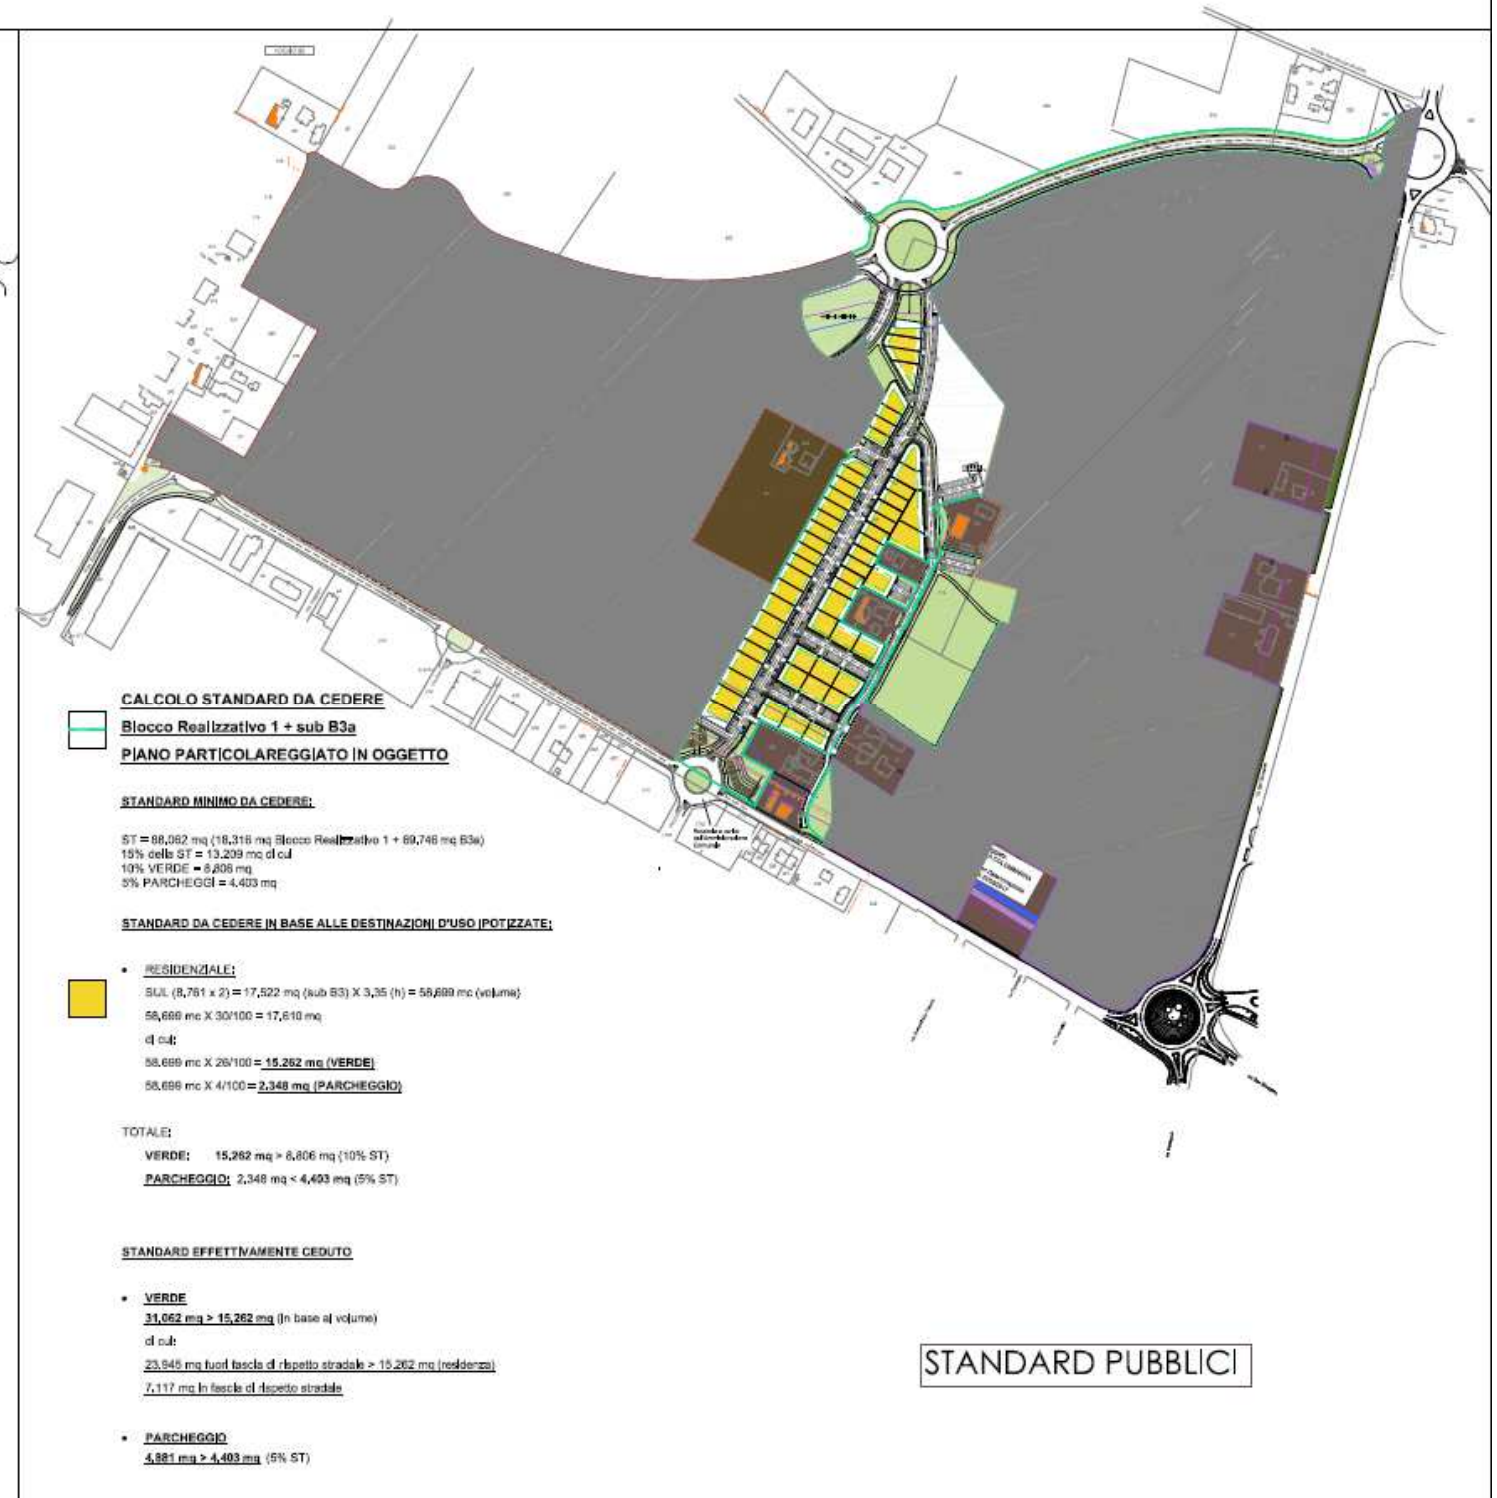 CALCOLO STANDARD DA CEDERE
Blocco Realizzativo 1 + sub B3a
PIANO PARTICOLAREGGIATO IN OGGETTO
STANDARD MINIMO DA CEDERE:
ST = 88,062 mq (18,316 mq Blocco Realizzativo 1 + 69,746 mq B3a)
15% della ST = 13.209 mq di cui
10% VERDE = 8,806 mq
5% PARCHEGGI = 4.403 mq
STANDARD DA CEDERE IN BASE ALLE DESTINAZIONI D'USO IPOTIZZATE:
• RESIDENZIALE:
SUL (8,761 x 2) = 17,522 mq (sub B3) X 3,35 (h) = 58,699 mc (volume)
58,699 mc X 30/100 = 17,610 mq
di cui:
58.699 mc X 26/100 = 15.262 mq (VERDE)
58.699 mc X 4/100 = 2,348 mq (PARCHEGGIO)
TOTALE:
VERDE: 15,262 mq > 8,806 mq (10% ST)
PARCHEGGIO: 2,348 mq < 4,403 mq (5% ST)
STANDARD EFFETTIVAMENTE CEDUTO
• VERDE
31,062 mq > 15,262 mq (in base al volume)
di cui:
23,945 mq fuori fascia di rispetto stradale > 15,262 mq (residenza)
7,117 mq in fascia di rispetto stradale
• PARCHEGGIO
4,881 mq > 4,403 mq (5% ST)
STANDARD PUBBLICI